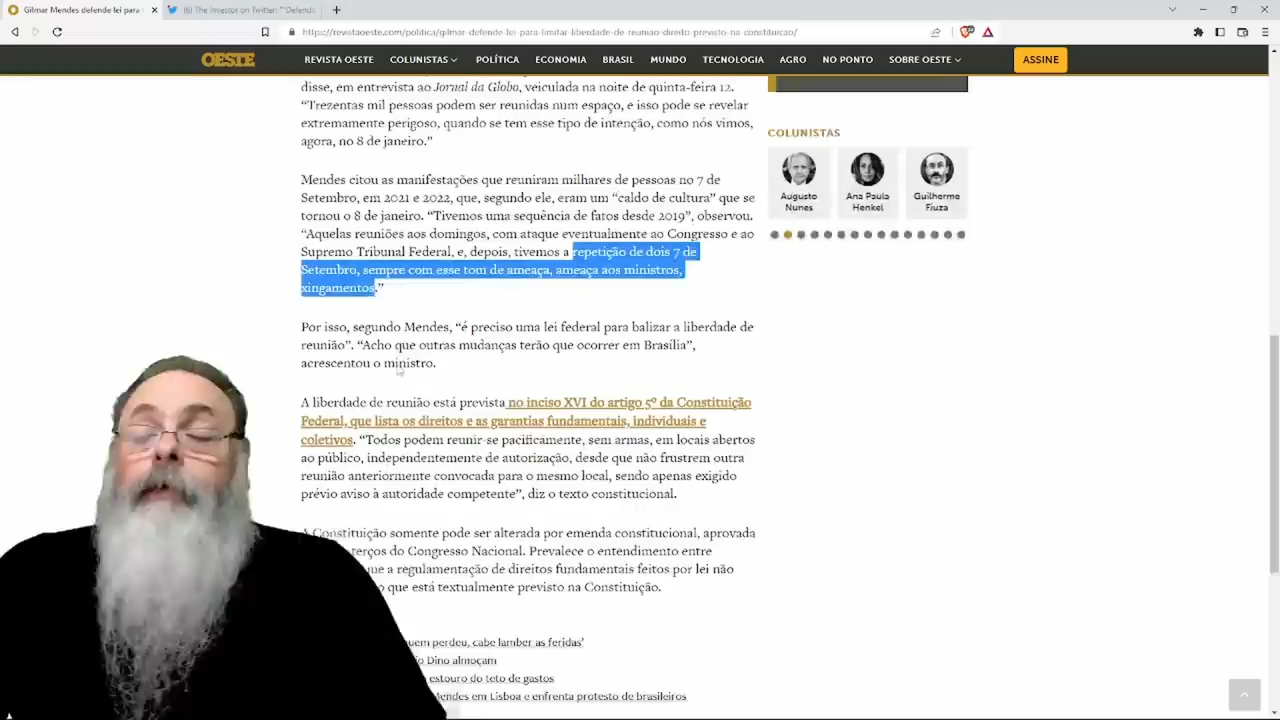 Gilmar Mendes defende lei para
(6) The Investor on Twitter: "Defendo
https://revistaoeste.com/politica/gilmar-defende-lei-para-limitar-liberdade-de-reuniao-direito-previsto-na-constituicao/
OESTE
REVISTA OESTE COLUNISTAS POLÍTICA ECONOMIA BRASIL MUNDO TECNOLOGIA AGRO NO PONTO SOBRE OESTE ASSINE
disse, em entrevista ao Jornal da Globo, veiculada na noite de quinta-feira 12.
“Trezentas mil pessoas podem ser reunidas num espaço, e isso pode se revelar
extremamente perigoso, quando se tem esse tipo de intenção, como nós vimos,
agora, no 8 de janeiro.”
Mendes citou as manifestações que reuniram milhares de pessoas no 7 de
Setembro, em 2021 e 2022, que, segundo ele, eram um “caldo de cultura” que se
tornou o 8 de janeiro. “Tivemos uma sequência de fatos desde 2019”, observou.
“Aquelas reuniões aos domingos, com ataque eventualmente ao Congresso e ao
Supremo Tribunal Federal, e, depois, tivemos a repetição de dois 7 de
Setembro, sempre com esse tom de ameaça, ameaça aos ministros,
xingamentos.”
Por isso, segundo Mendes, “é preciso uma lei federal para balizar a liberdade de
reunião”. “Acho que outras mudanças terão que ocorrer em Brasília”,
acrescentou o ministro.
A liberdade de reunião está prevista no inciso XVI do artigo 5º da Constituição
Federal, que lista os direitos e as garantias fundamentais, individuais e
coletivos. “Todos podem reunir-se pacificamente, sem armas, em locais abertos
ao público, independentemente de autorização, desde que não frustrem outra
reunião anteriormente convocada para o mesmo local, sendo apenas exigido
prévio aviso à autoridade competente”, diz o texto constitucional.
A Constituição somente pode ser alterada por emenda constitucional, aprovada
terços do Congresso Nacional. Prevalece o entendimento entre
ue a regulamentação de direitos fundamentais feitos por lei não
o que está textualmente previsto na Constituição.
uem perdeu, cabe lamber as feridas’
o Dino almoçam
estouro do teto de gastos
Mendes em Lisboa e enfrenta protesto de brasileiros
COLUNISTAS
Augusto
Nunes
Ana Paula
Henkel
Guilherme
Fiuza